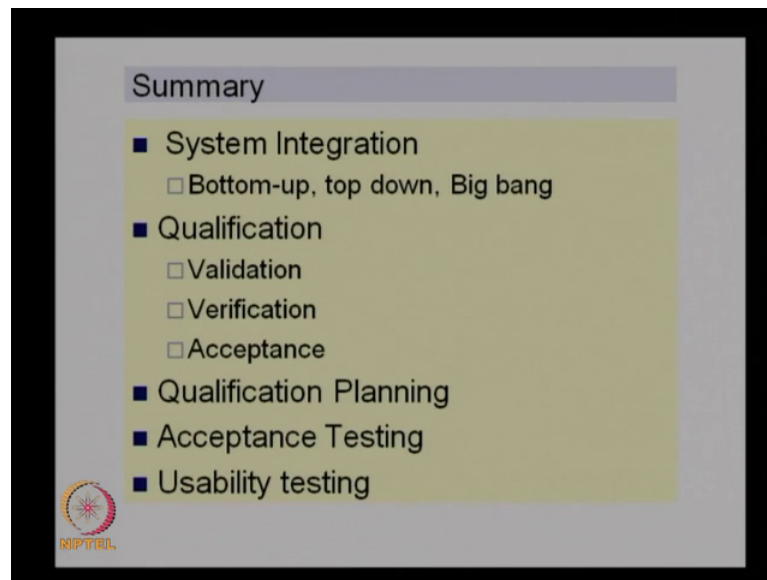 Summary
System Integration
Bottom-up, top down, Big bang
Qualification
Validation
Verification
Acceptance
Qualification Planning
Acceptance Testing
Usability testing
NPTEL